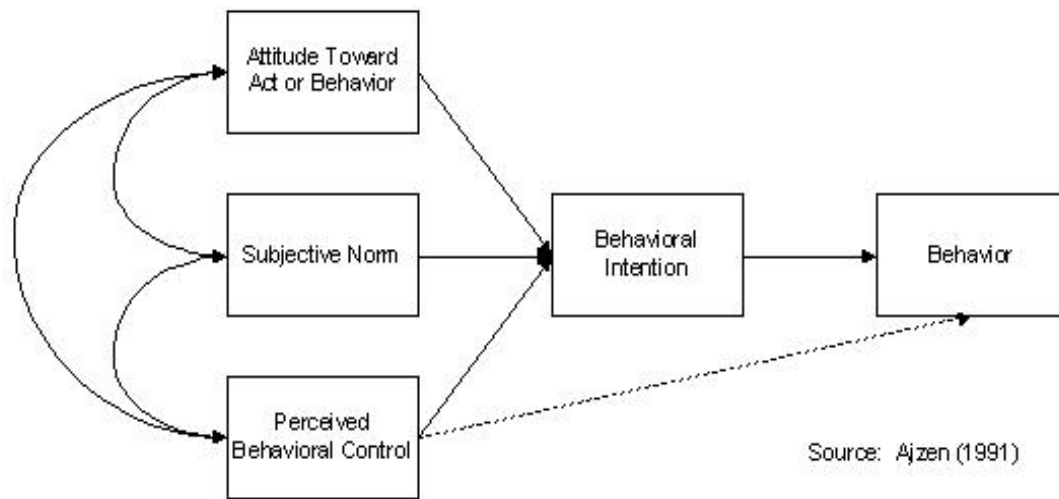 Attitude Toward
Act or Behavior
Subjective Norm
Behavioral
Intention
Behavior
Perceived
Behavioral Control
Source: Ajzen (1991)